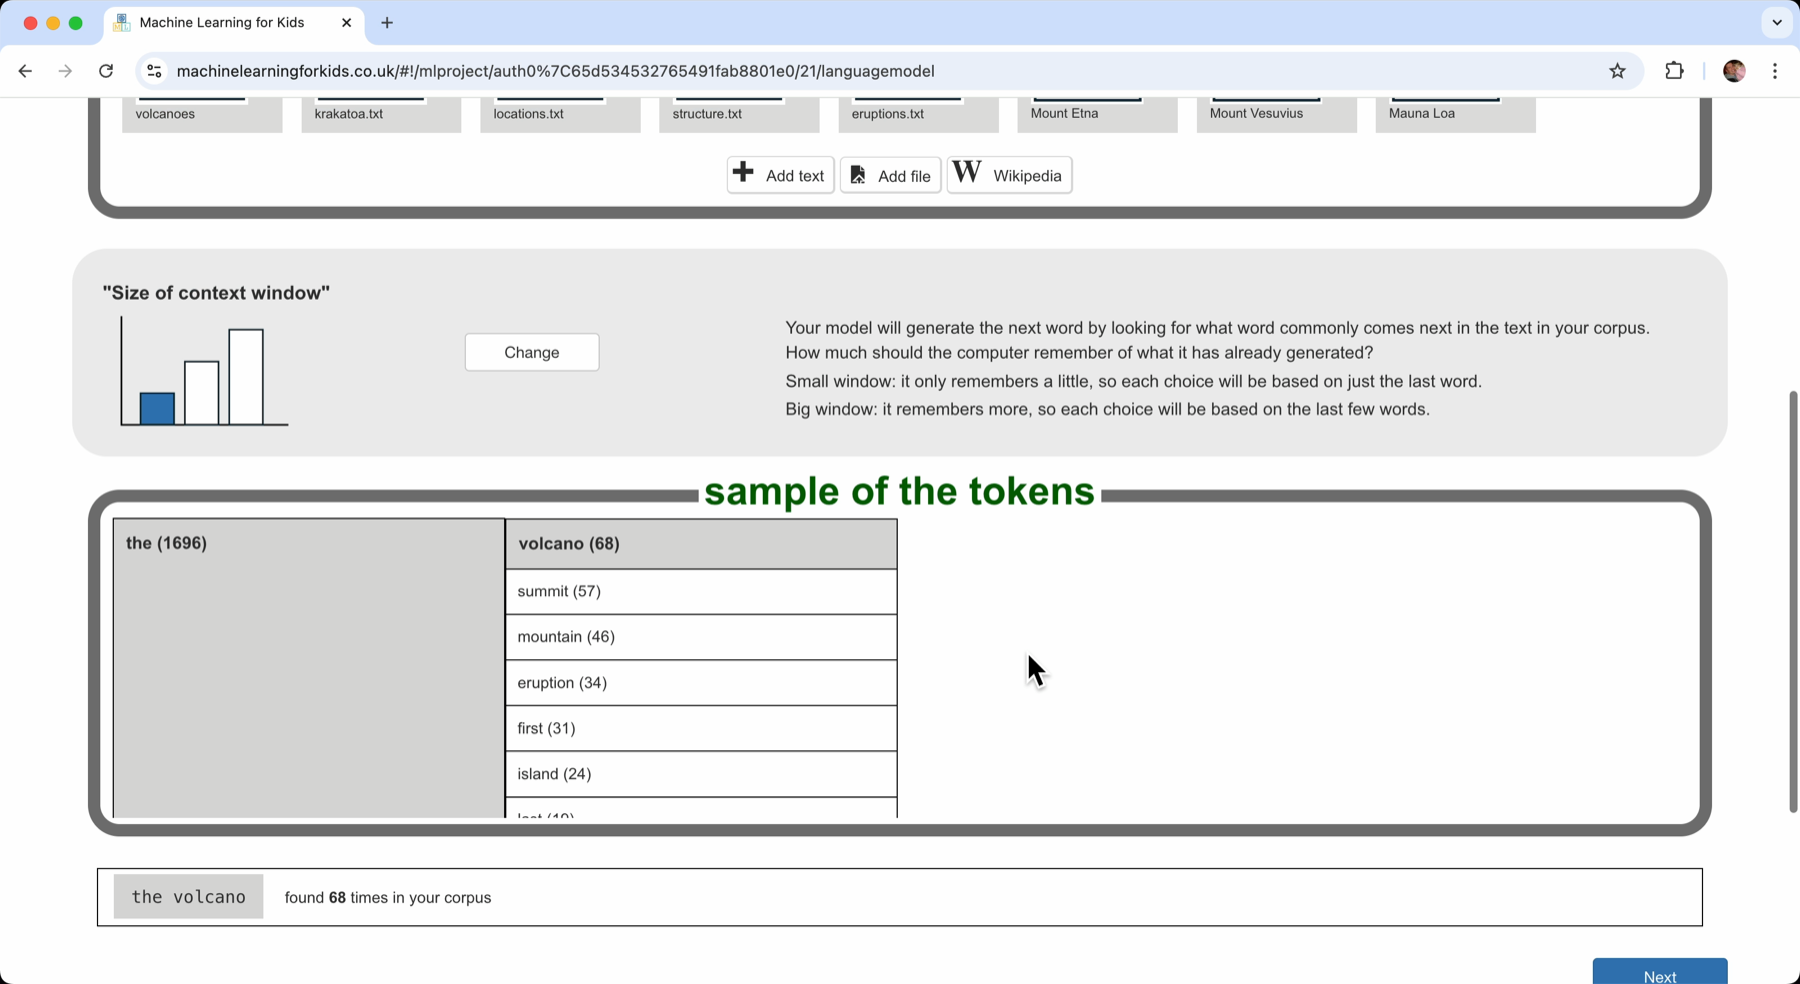 Machine Learning for Kids
machinelearningforkids.co.uk/#!/mlproject/auth0%7C65d534532765491fab8801e0/21/languagemodel
volcanoes
krakatoa.txt
locations.txt
structure.txt
eruptions.txt
Mount Etna
Mount Vesuvius
Mauna Loa
Add text
Add file
W Wikipedia
"Size of context window"
Change
Your model will generate the next word by looking for what word commonly comes next in the text in your corpus.
How much should the computer remember of what it has already generated?
Small window: it only remembers a little, so each choice will be based on just the last word.
Big window: it remembers more, so each choice will be based on the last few words.
sample of the tokens
the (1696)
volcano (68)
summit (57)
mountain (46)
eruption (34)
first (31)
island (24)
the volcano
found 68 times in your corpus
Next